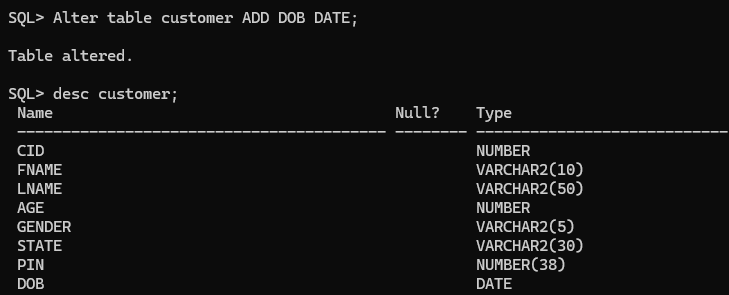 SQL> Alter table customer ADD DOB DATE;
Table altered.
SQL> desc customer;
Name Null? Type
----------------------------------------- -------- ----------------------------
CID NUMBER
FNAME VARCHAR2(10)
LNAME VARCHAR2(50)
AGE NUMBER
GENDER VARCHAR2(5)
STATE VARCHAR2(30)
PIN NUMBER(38)
DOB DATE